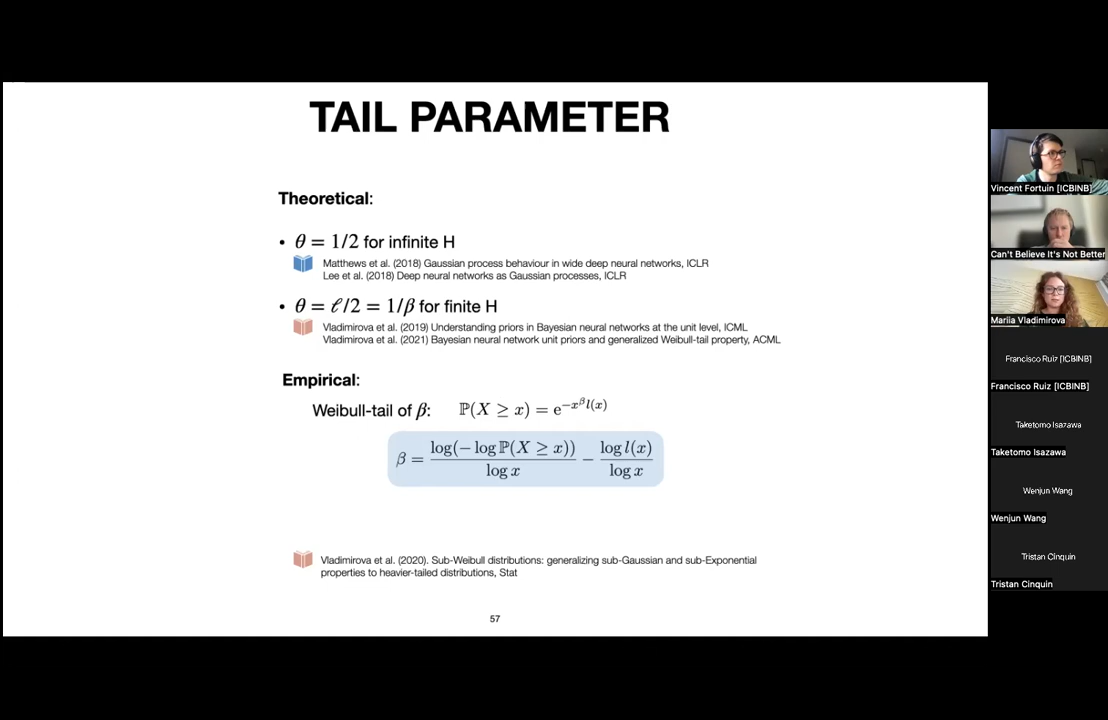 TAIL PARAMETER
Theoretical:
• θ = 1/2 for infinite H
Matthews et al. (2018) Gaussian process behaviour in wide deep neural networks, ICLR
Lee et al. (2018) Deep neural networks as Gaussian processes, ICLR
• θ = ℓ/2 = 1/β for finite H
Vladimirova et al. (2019) Understanding priors in Bayesian neural networks at the unit level, ICML
Vladimirova et al. (2021) Bayesian neural network unit priors and generalized Weibull-tail property, ACML
Empirical:
Weibull-tail of β: ℙ(X ≥ x) = e^{−x^β l(x)}
β = log(− log ℙ(X ≥ x)) / log x − log l(x) / log x
Vladimirova et al. (2020). Sub-Weibull distributions: generalizing sub-Gaussian and sub-Exponential
properties to heavier-tailed distributions, Stat
57
Vincent Fortuin [ICBINB]
Can't Believe It's Not Better
Mariia Vladimirova
Francisco Ruiz [ICBINB]
Francisco Ruiz [ICBINB]
Taketomo Isazawa
Taketomo Isazawa
Wenjun Wang
Wenjun Wang
Tristan Cinquin
Tristan Cinquin